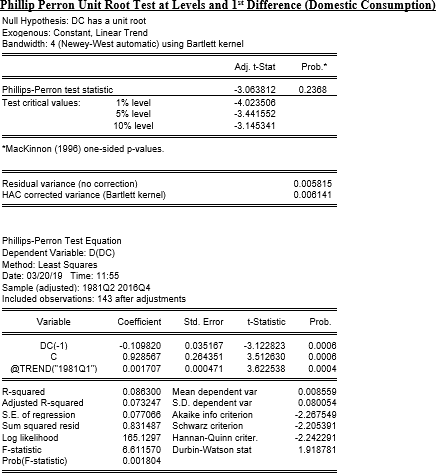 Phillip Perron Unit Root Test at Levels and 1st Difference (Domestic Consumption)
Null Hypothesis: DC has a unit root
Exogenous: Constant, Linear Trend
Bandwidth: 4 (Newey-West automatic) using Bartlett kernel
Adj. t-Stat Prob.*
Phillips-Perron test statistic -3.063812 0.2368
Test critical values: 1% level -4.023506
5% level -3.441552
10% level -3.145341
*MacKinnon (1996) one-sided p-values.
Residual variance (no correction) 0.005815
HAC corrected variance (Bartlett kernel) 0.006141
Phillips-Perron Test Equation
Dependent Variable: D(DC)
Method: Least Squares
Date: 03/20/19 Time: 11:55
Sample (adjusted): 1981Q2 2016Q4
Included observations: 143 after adjustments
Variable Coefficient Std. Error t-Statistic Prob.
DC(-1) -0.109820 0.035167 -3.122823 0.0006
C 0.928567 0.264351 3.512630 0.0006
@TREND("1981Q1") 0.001707 0.000471 3.622538 0.0004
R-squared 0.086300 Mean dependent var 0.008559
Adjusted R-squared 0.073247 S.D. dependent var 0.080054
S.E. of regression 0.077066 Akaike info criterion -2.267549
Sum squared resid 0.831487 Schwarz criterion -2.205391
Log likelihood 165.1297 Hannan-Quinn criter. -2.242291
F-statistic 6.611570 Durbin-Watson stat 1.918781
Prob(F-statistic) 0.001804